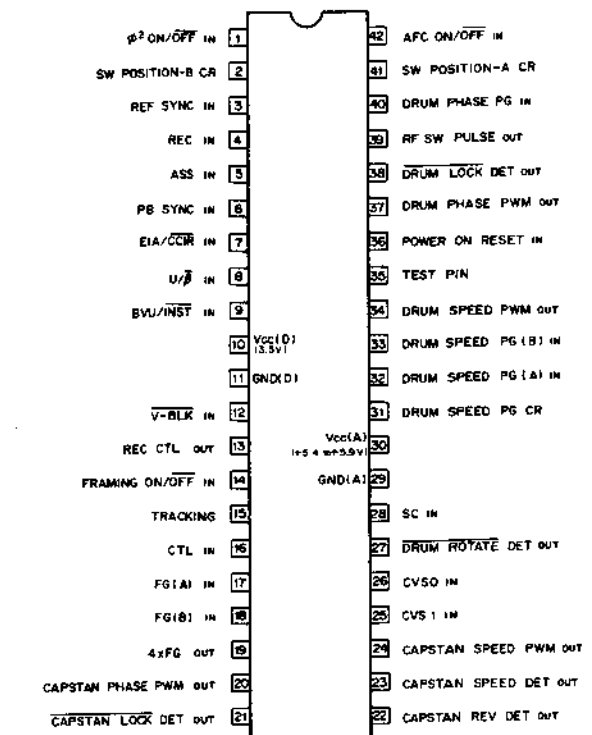 φ² ON/OFF IN 1
SW POSITION-B CR 2
REF SYNC IN 3
REC IN 4
ASS IN 5
PB SYNC IN 6
EIA/CCIR IN 7
U/β IN 8
BVU/INST IN 9
10 Vcc(D)
(3.5V)
11 GND(D)
V-BLK IN 12
REC CTL OUT 13
FRAMING ON/OFF IN 14
TRACKING 15
CTL IN 16
FG(A) IN 17
FG(B) IN 18
4xFG OUT 19
CAPSTAN PHASE PWM OUT 20
CAPSTAN LOCK DET OUT 21
42 AFC ON/OFF IN
41 SW POSITION-A CR
40 DRUM PHASE PG IN
39 RF SW PULSE OUT
38 DRUM LOCK DET OUT
37 DRUM PHASE PWM OUT
36 POWER ON RESET IN
35 TEST PIN
34 DRUM SPEED PWM OUT
33 DRUM SPEED PG(B) IN
32 DRUM SPEED PG(A) IN
31 DRUM SPEED PG CR
Vcc(A) 30
GND(A) 29
28 SC IN
27 DRUM ROTATE DET OUT
26 CVS0 IN
25 CVS1 IN
24 CAPSTAN SPEED PWM OUT
23 CAPSTAN SPEED DET OUT
22 CAPSTAN REV DET OUT